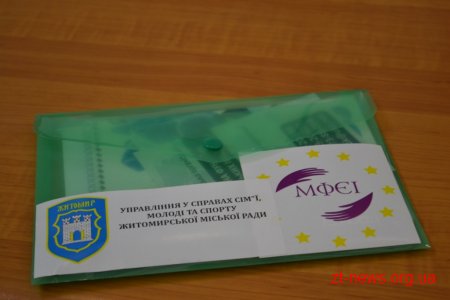 ЖИТОМИР
УПРАВЛІННЯ У СПРАВАХ СІМ'Ї,
МОЛОДІ ТА СПОРТУ
ЖИТОМИРСЬКОЇ МІСЬКОЇ РАДИ
МФЄІ
zt-news.org.ua